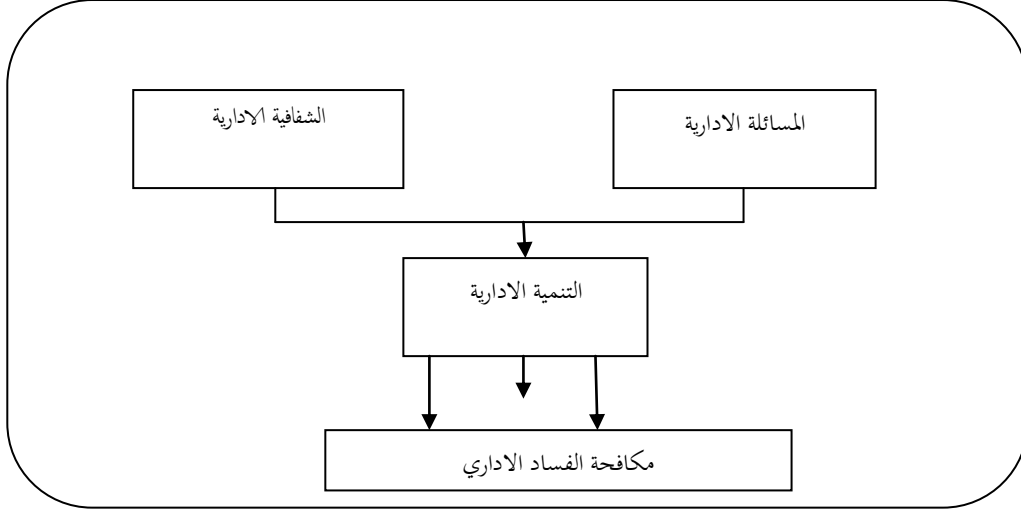 المسائلة الادارية
الشفافية الادارية
التنمية الادارية
مكافحة الفساد الاداري